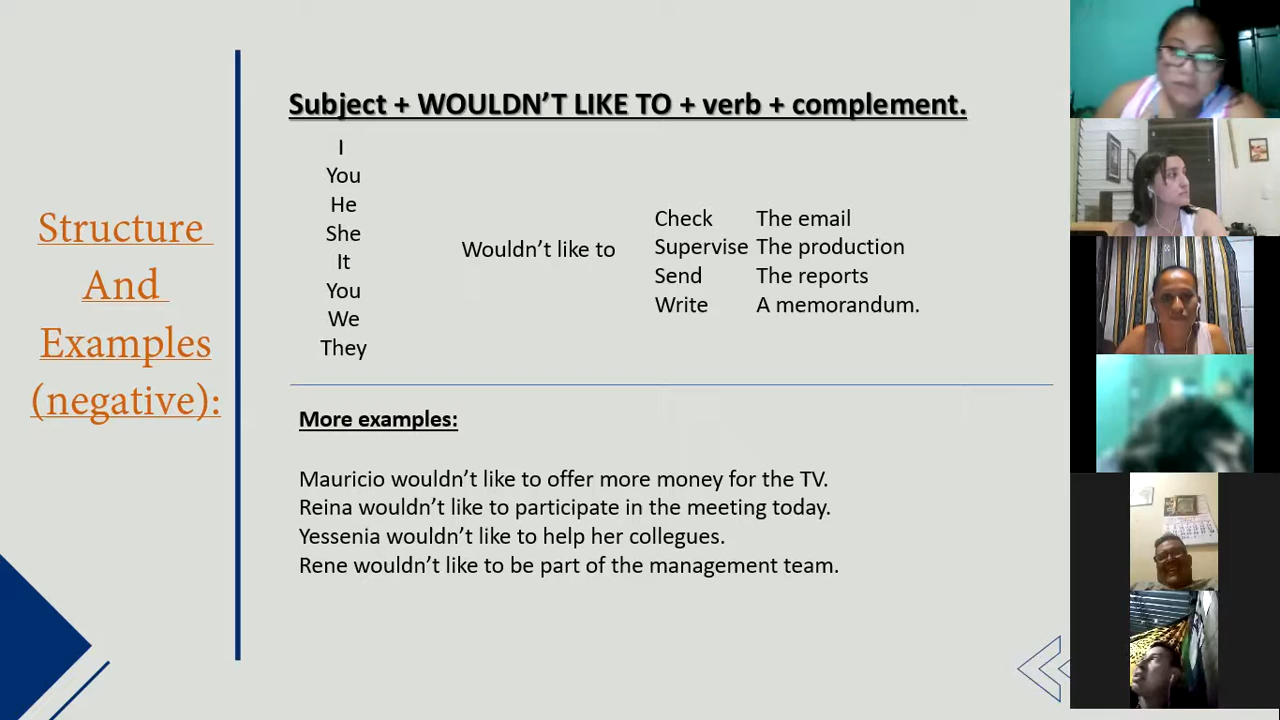 Structure
And
Examples
(negative):
Subject + WOULDN’T LIKE TO + verb + complement.
I
You
He
She
It
You
We
They
Wouldn’t like to
Check The email
Supervise The production
Send The reports
Write A memorandum.
More examples:
Mauricio wouldn’t like to offer more money for the TV.
Reina wouldn’t like to participate in the meeting today.
Yessenia wouldn’t like to help her collegues.
Rene wouldn’t like to be part of the management team.